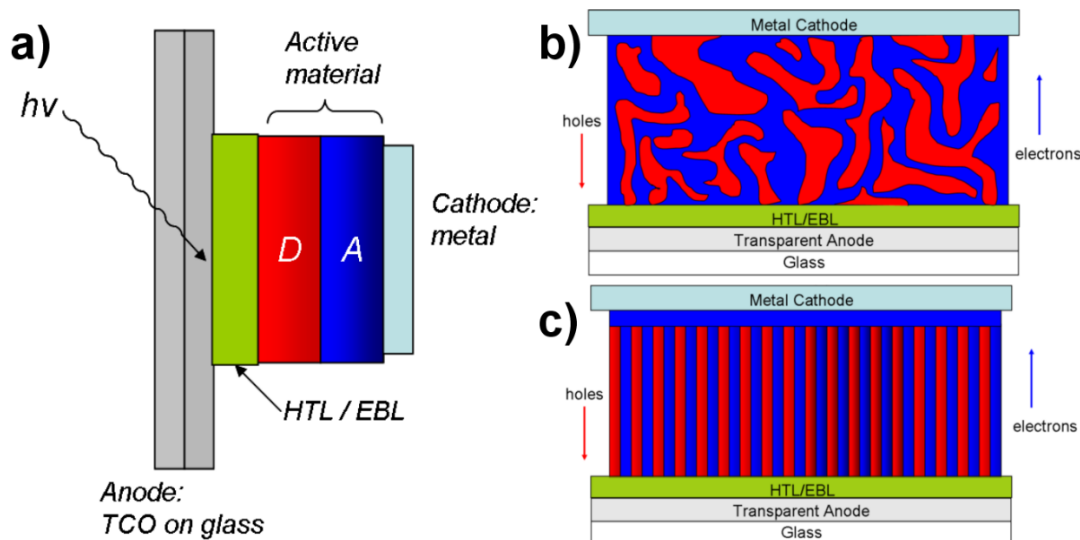 a)
Active
material
hν
D
A
Cathode:
metal
HTL / EBL
Anode:
TCO on glass
b)
Metal Cathode
holes
electrons
HTL/EBL
Transparent Anode
Glass
c)
Metal Cathode
holes
electrons
HTL/EBL
Transparent Anode
Glass